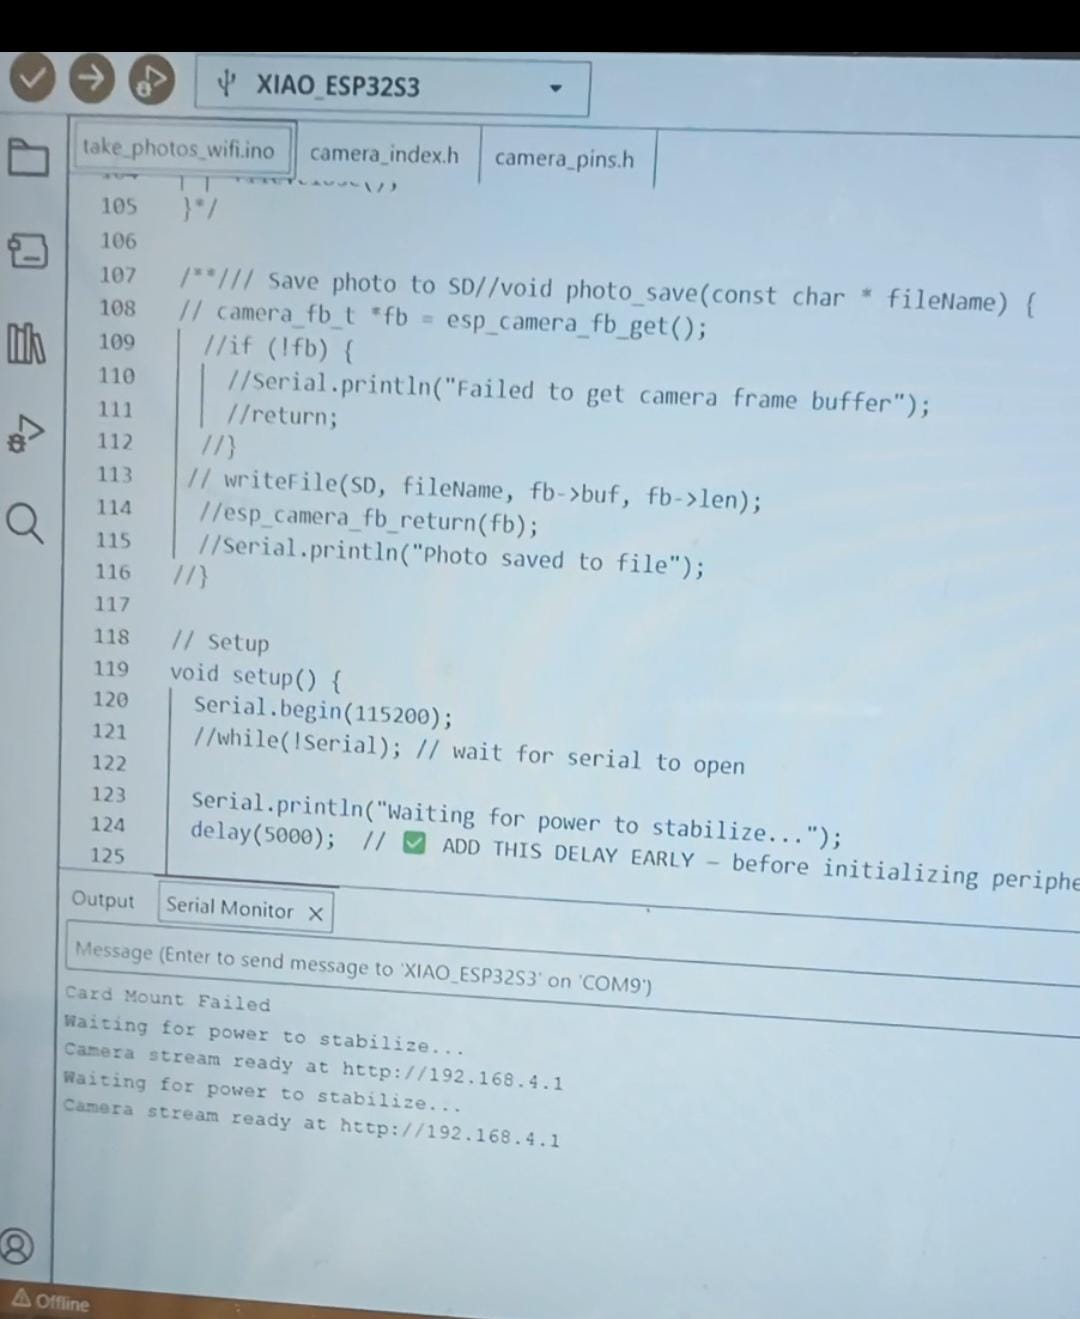 XIAO_ESP32S3
take_photos_wifi.ino camera_index.h camera_pins.h
105 }*/
106
107 /**/// Save photo to SD//void photo_save(const char * fileName) {
108 // camera_fb_t *fb = esp_camera_fb_get();
109 //if (!fb) {
110 //Serial.println("Failed to get camera frame buffer");
111 //return;
112 //}
113 // writeFile(SD, fileName, fb->buf, fb->len);
114 //esp_camera_fb_return(fb);
115 //Serial.println("Photo saved to file");
116 //}
117
118 // Setup
119 void setup() {
120 Serial.begin(115200);
121 //while(!Serial); // wait for serial to open
122
123 Serial.println("Waiting for power to stabilize...");
124 delay(5000); // ✅ ADD THIS DELAY EARLY – before initializing periphe
125
Output Serial Monitor X
Message (Enter to send message to 'XIAO_ESP32S3' on 'COM9')
Card Mount Failed
Waiting for power to stabilize...
Camera stream ready at http://192.168.4.1
Waiting for power to stabilize...
Camera stream ready at http://192.168.4.1
Offline